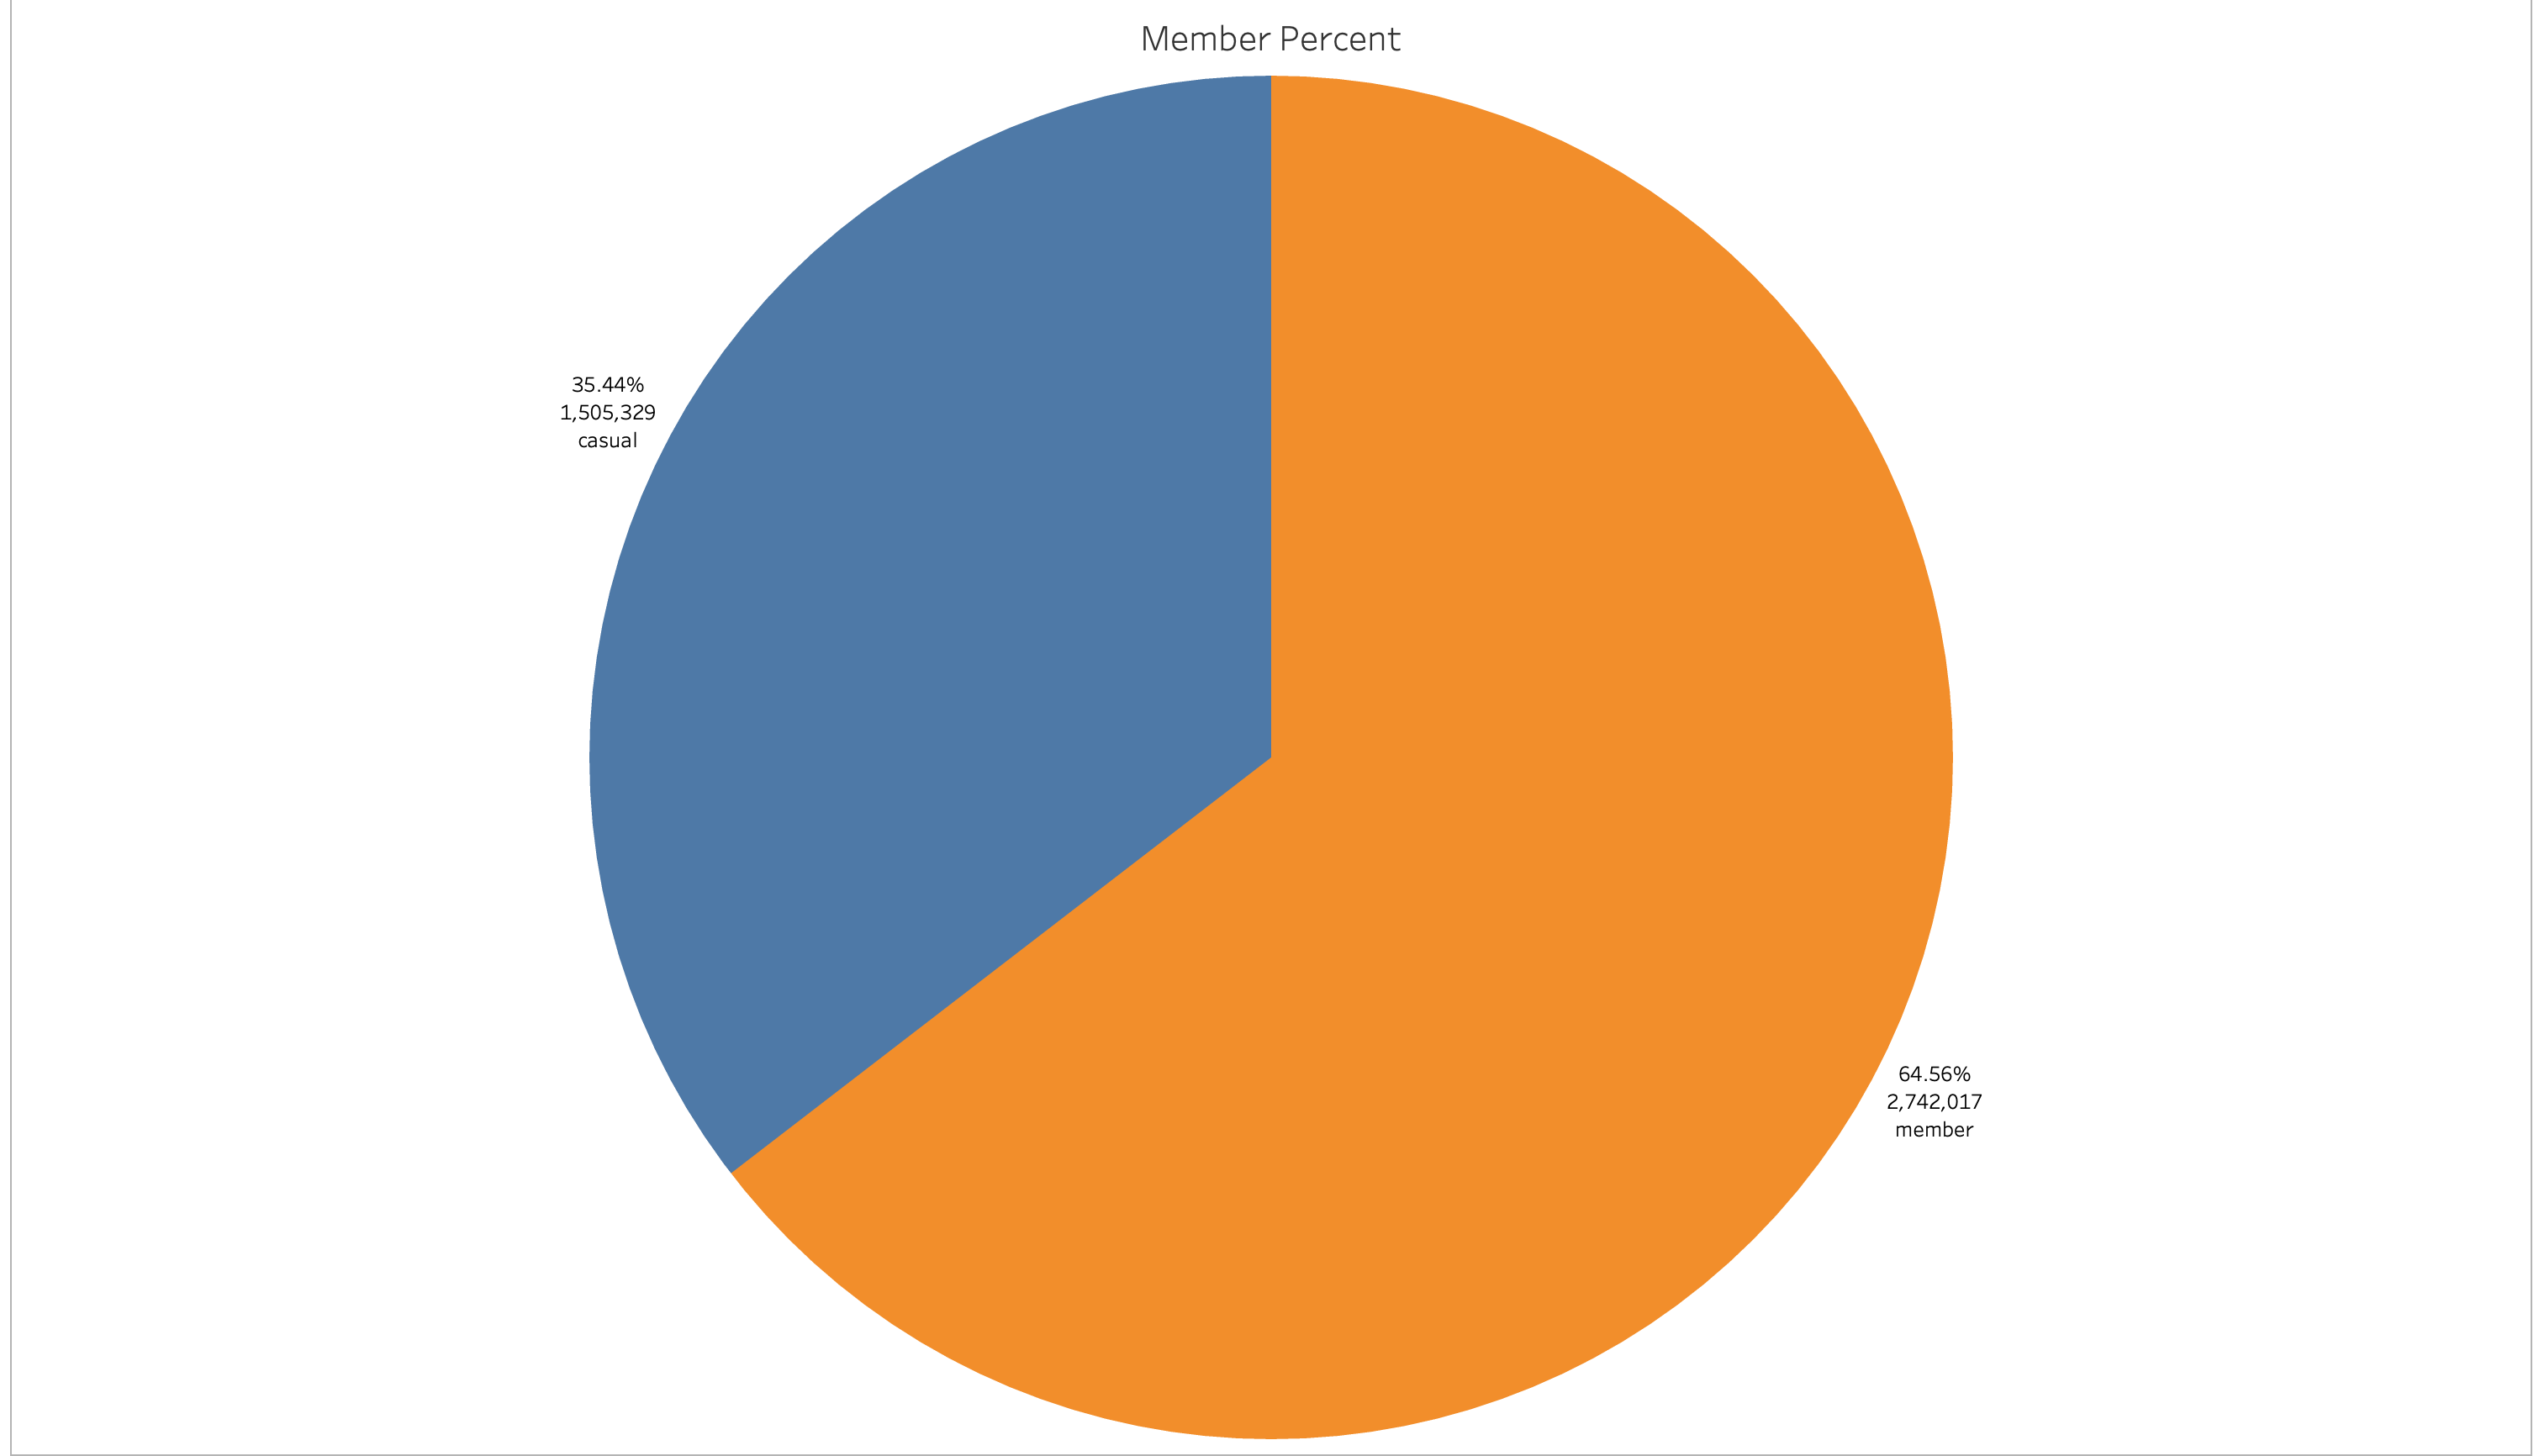 Member Percent
35.44%
1,505,329
casual
64.56%
2,742,017
member